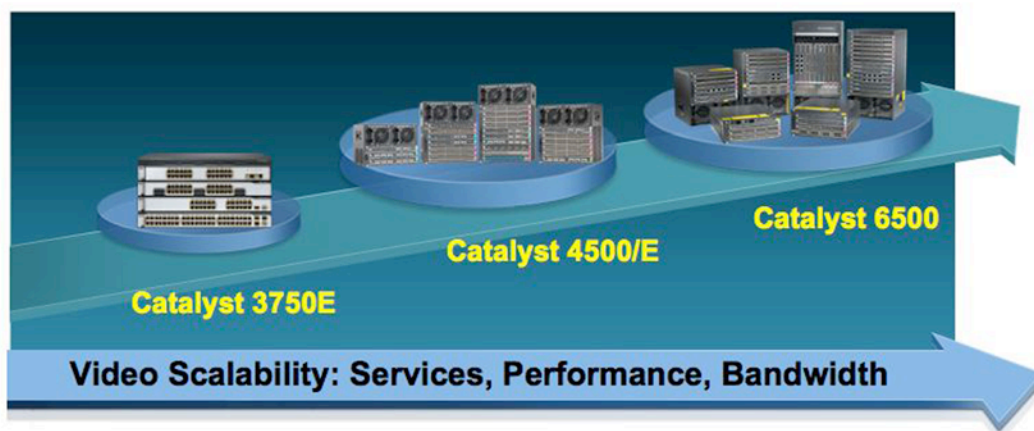 Catalyst 6500
Catalyst 4500/E
Catalyst 3750E
Video Scalability: Services, Performance, Bandwidth